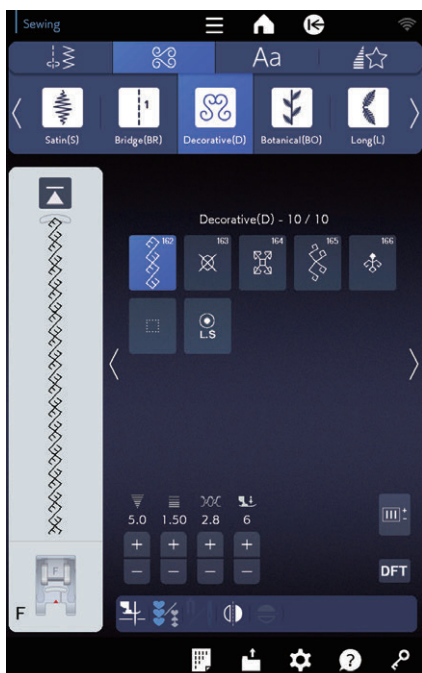 Sewing
Aa
Satin(S) Bridge(BR) Decorative(D) Botanical(BO) Long(L)
1
Decorative(D) - 10 / 10
162 163 164 165 166
L.S
5.0 1.50 2.8 6
+ + + +
- - - -
DFT
F
F
?